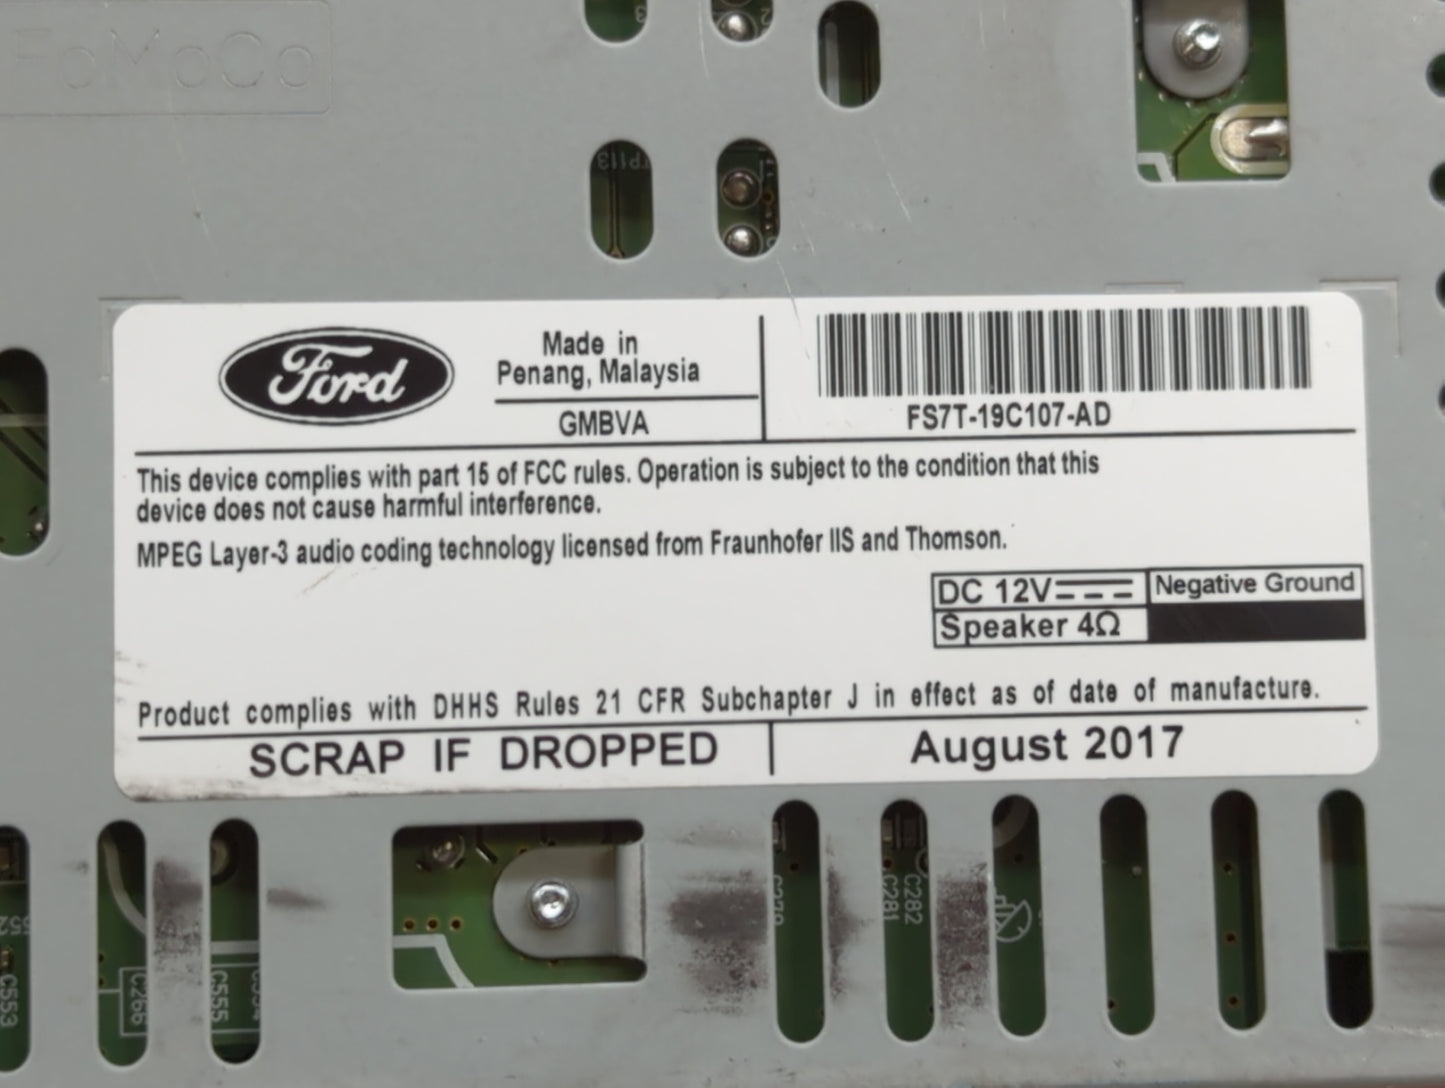 FoMoCo
TP113
Ford
Made in
Penang, Malaysia
GMBVA
FS7T-19C107-AD
This device complies with part 15 of FCC rules. Operation is subject to the condition that this
device does not cause harmful interference.
MPEG Layer-3 audio coding technology licensed from Fraunhofer IIS and Thomson.
DC 12V
Negative Ground
Speaker 4Ω
Product complies with DHHS Rules 21 CFR Subchapter J in effect as of date of manufacture.
SCRAP IF DROPPED
August 2017
C553
C266
C555
C281
C282